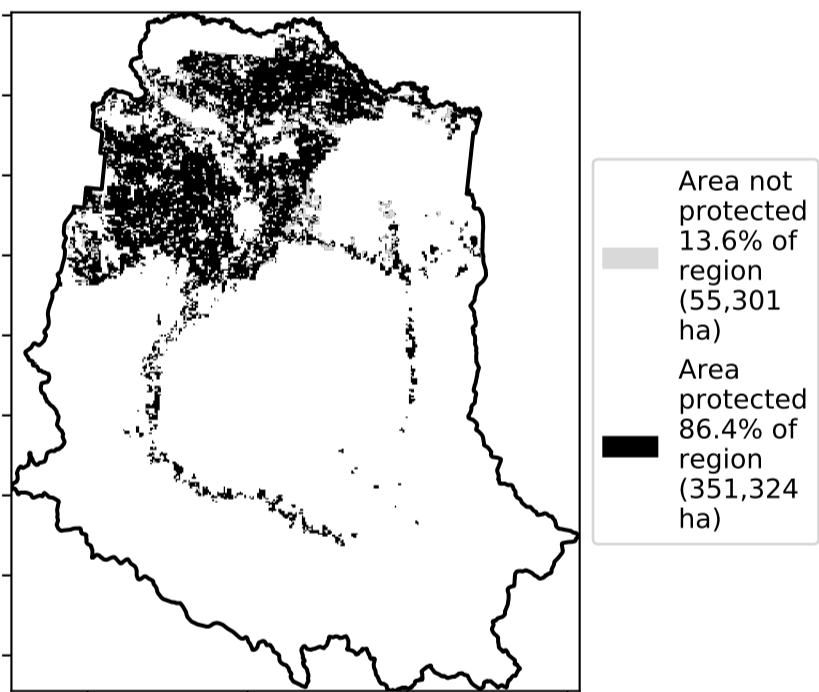 Area not
protected
13.6% of
region
(55,301
ha)
Area
protected
86.4% of
region
(351,324
ha)